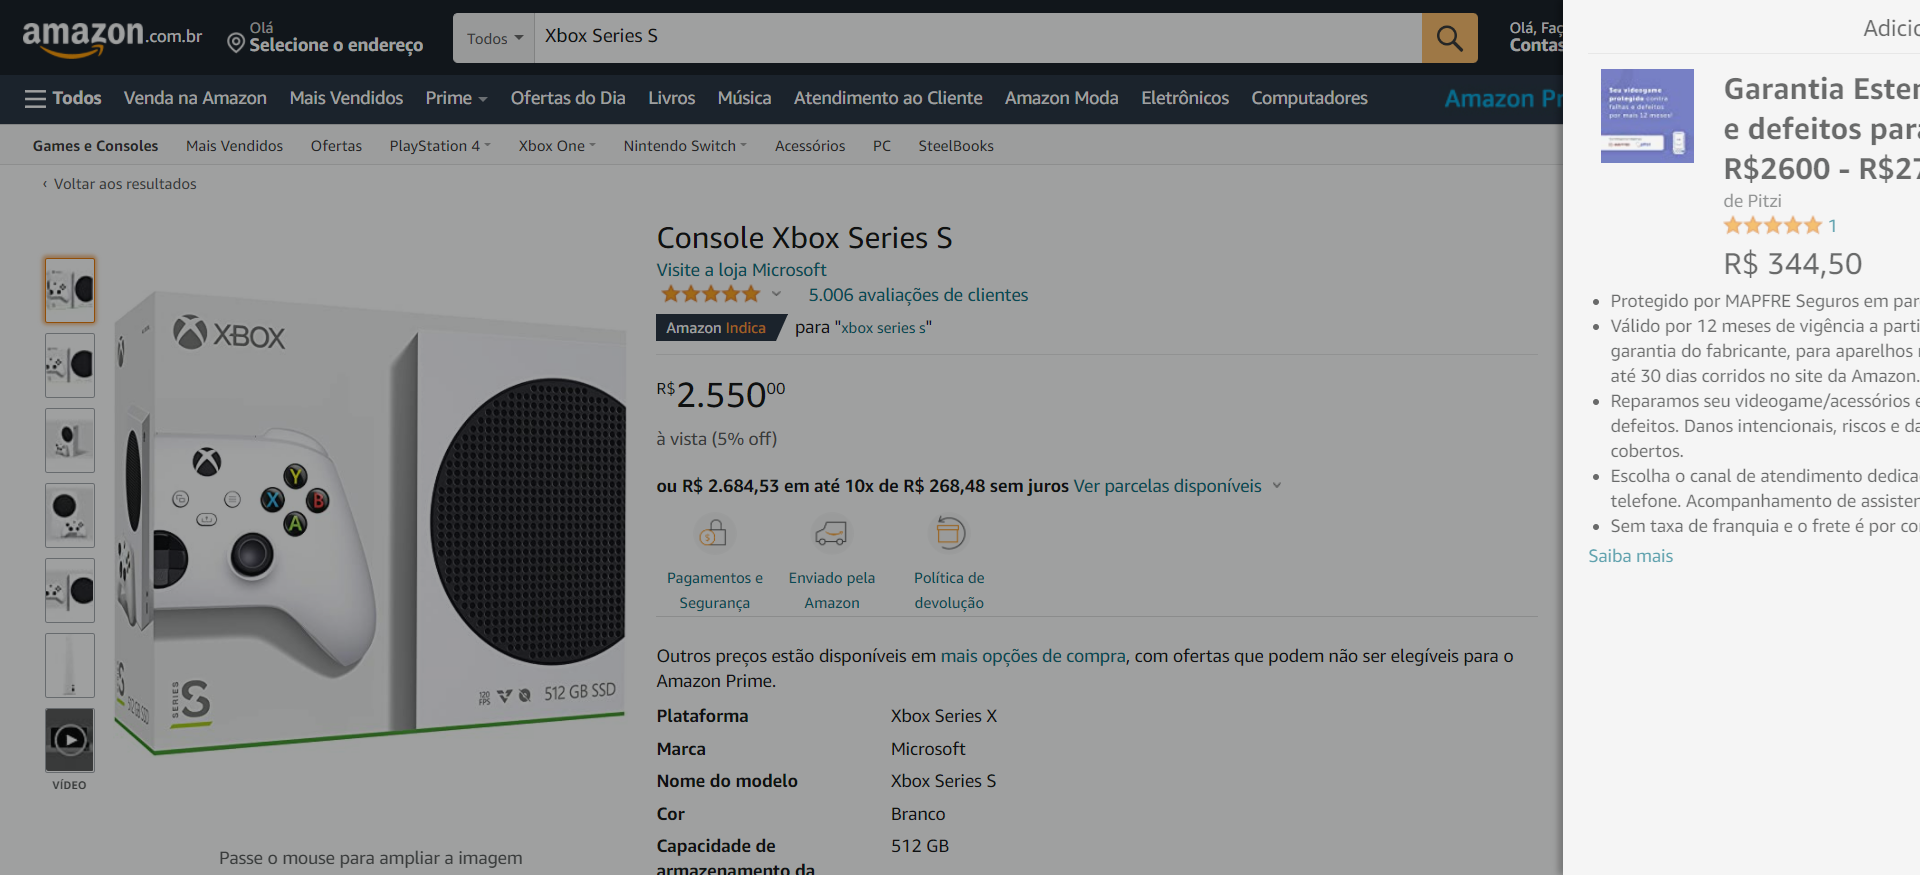 amazon.com.br
Olá
Selecione o endereço
Todos
Xbox Series S
Olá, Faç
Contas
Todos
Venda na Amazon
Mais Vendidos
Prime
Ofertas do Dia
Livros
Música
Atendimento ao Cliente
Amazon Moda
Eletrônicos
Computadores
Amazon Pr
Games e Consoles
Mais Vendidos
Ofertas
PlayStation 4
Xbox One
Nintendo Switch
Acessórios
PC
SteelBooks
‹ Voltar aos resultados
XBOX
Y
X
B
A
SERIES S
S
512 GB SSD
120 FPS
512 GB SSD
VÍDEO
Passe o mouse para ampliar a imagem
Console Xbox Series S
Visite a loja Microsoft
5.006 avaliações de clientes
Amazon Indica para "xbox series s"
R$2.55000
à vista (5% off)
ou R$ 2.684,53 em até 10x de R$ 268,48 sem juros Ver parcelas disponíveis
Pagamentos e
Segurança
Enviado pela
Amazon
Política de
devolução
Outros preços estão disponíveis em mais opções de compra, com ofertas que podem não ser elegíveis para o
Amazon Prime.
Plataforma Xbox Series X
Marca Microsoft
Nome do modelo Xbox Series S
Cor Branco
Capacidade de 512 GB
armazenamento da
Adicio
Seu videogame
protegido contra
falhas e defeitos
por mais 12 meses!
Garantia Esten
e defeitos para
R$2600 - R$27
de Pitzi
1
R$ 344,50
• Protegido por MAPFRE Seguros em par
• Válido por 12 meses de vigência a parti
garantia do fabricante, para aparelhos
até 30 dias corridos no site da Amazon.
• Reparamos seu videogame/acessórios e
defeitos. Danos intencionais, riscos e da
cobertos.
• Escolha o canal de atendimento dedica
telefone. Acompanhamento de assisten
• Sem taxa de franquia e o frete é por co
Saiba mais